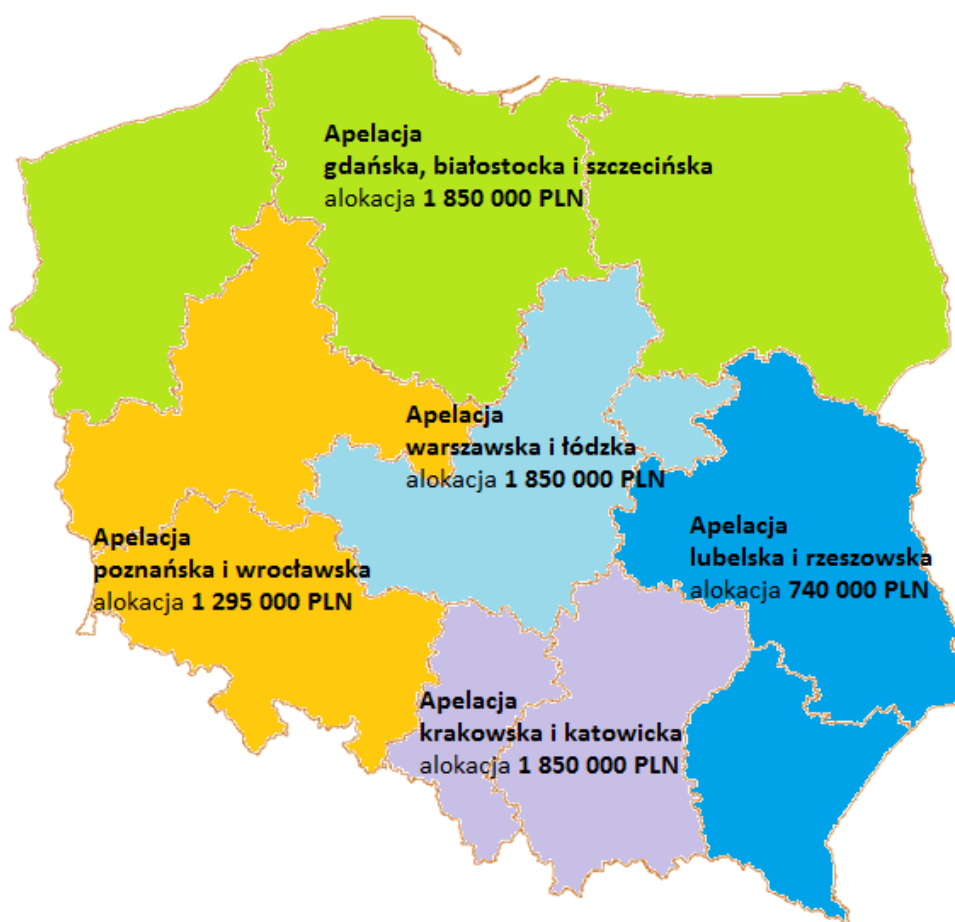 Apelacja
gdańska, białostocka i szczecińska
alokacja 1 850 000 PLN
Apelacja
warszawska i łódzka
alokacja 1 850 000 PLN
Apelacja
poznańska i wrocławska
alokacja 1 295 000 PLN
Apelacja
lubelska i rzeszowska
alokacja 740 000 PLN
Apelacja
krakowska i katowicka
alokacja 1 850 000 PLN